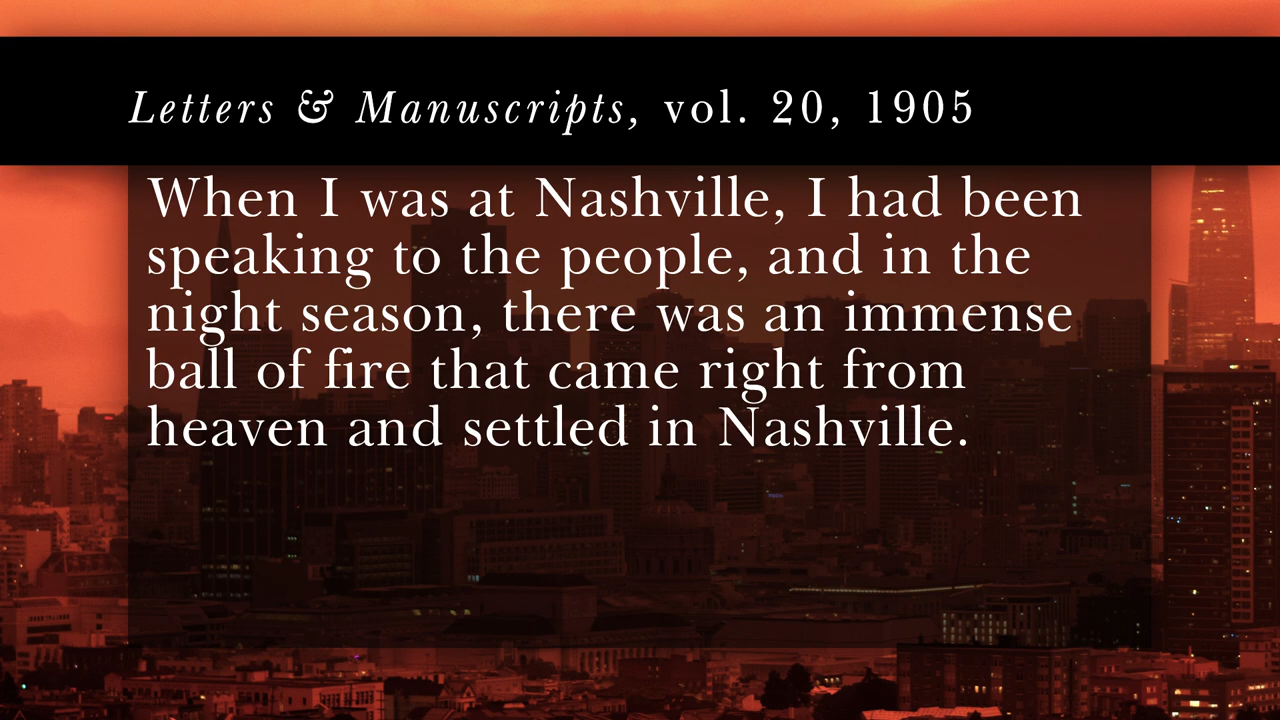 Letters & Manuscripts, vol. 20, 1905
When I was at Nashville, I had been
speaking to the people, and in the
night season, there was an immense
ball of fire that came right from
heaven and settled in Nashville.